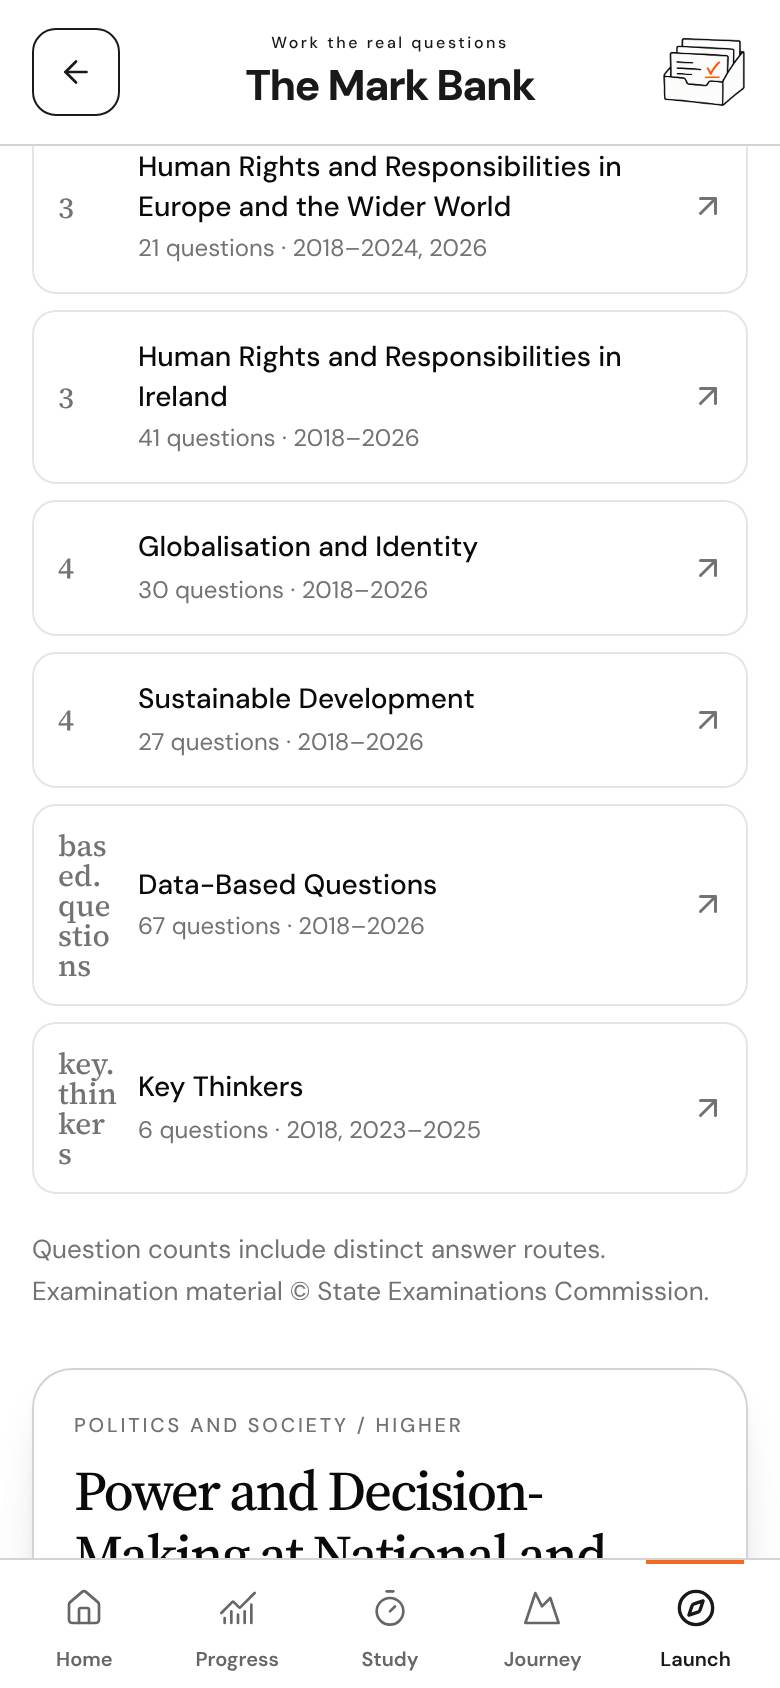 Work the real questions
The Mark Bank
3
Human Rights and Responsibilities in
Europe and the Wider World
21 questions · 2018–2024, 2026
3
Human Rights and Responsibilities in
Ireland
41 questions · 2018–2026
4
Globalisation and Identity
30 questions · 2018–2026
4
Sustainable Development
27 questions · 2018–2026
bas
ed.
que
stio
ns
Data-Based Questions
67 questions · 2018–2026
key.
thin
ker
s
Key Thinkers
6 questions · 2018, 2023–2025
Question counts include distinct answer routes.
Examination material © State Examinations Commission.
POLITICS AND SOCIETY / HIGHER
Power and Decision-
Making at National and
Home
Progress
Study
Journey
Launch